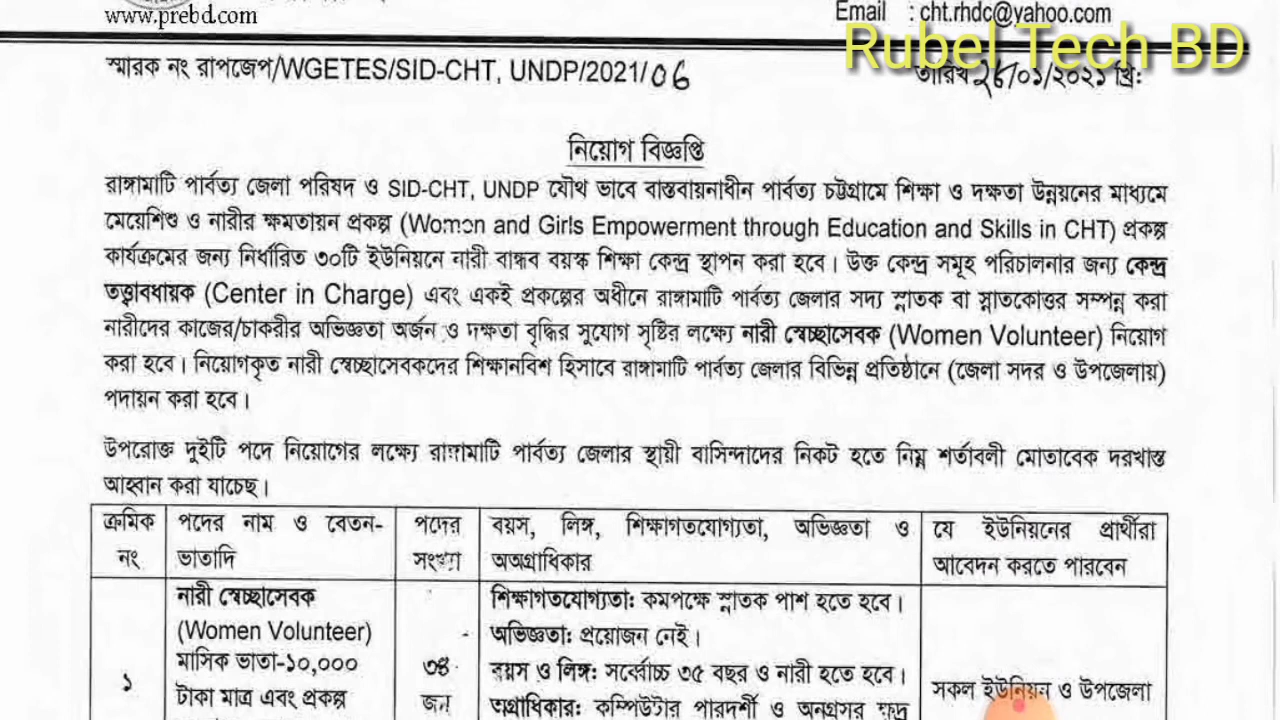 www.prebd.com
Email : cht.rhdc@yahoo.com
Rubel Tech BD
স্মারক নং রাপজেপ/WGETES/SID-CHT, UNDP/2021/০৬
তারিখ /০১/২০২১ খ্রি:
নিয়োগ বিজ্ঞপ্তি
রাঙ্গামাটি পার্বত্য জেলা পরিষদ ও SID-CHT, UNDP যৌথ ভাবে বাস্তবায়নাধীন পার্বত্য চট্টগ্রামে শিক্ষা ও দক্ষতা উন্নয়নের মাধ্যমে
মেয়েশিশু ও নারীর ক্ষমতায়ন প্রকল্প (Women and Girls Empowerment through Education and Skills in CHT) প্রকল্প
কার্যক্রমের জন্য নির্ধারিত ৩০টি ইউনিয়নে নারী বান্ধব বয়স্ক শিক্ষা কেন্দ্র স্থাপন করা হবে। উক্ত কেন্দ্র সমূহ পরিচালনার জন্য কেন্দ্র
তত্ত্বাবধায়ক (Center in Charge) এবং একই প্রকল্পের অধীনে রাঙ্গামাটি পার্বত্য জেলার সদ্য স্নাতক বা স্নাতকোত্তর সম্পন্ন করা
নারীদের কাজের/চাকরীর অভিজ্ঞতা অর্জন ও দক্ষতা বৃদ্ধির সুযোগ সৃষ্টির লক্ষ্যে নারী স্বেচ্ছাসেবক (Women Volunteer) নিয়োগ
করা হবে। নিয়োগকৃত নারী স্বেচ্ছাসেবকদের শিক্ষানবিশ হিসাবে রাঙ্গামাটি পার্বত্য জেলার বিভিন্ন প্রতিষ্ঠানে (জেলা সদর ও উপজেলায়)
পদায়ন করা হবে।
উপরোক্ত দুইটি পদে নিয়োগের লক্ষ্যে রাঙ্গামাটি পার্বত্য জেলার স্থায়ী বাসিন্দাদের নিকট হতে নিম্ন শর্তাবলী মোতাবেক দরখাস্ত
আহ্বান করা যাচেছ।
ক্রমিক নং
পদের নাম ও বেতন-
ভাতাদি
পদের
সংখ্যা
বয়স, লিঙ্গ, শিক্ষাগতযোগ্যতা, অভিজ্ঞতা ও
অঅগ্রাধিকার
যে ইউনিয়নের প্রার্থীরা
আবেদন করতে পারবেন
১
নারী স্বেচ্ছাসেবক
(Women Volunteer)
মাসিক ভাতা-১০,০০০
টাকা মাত্র এবং প্রকল্প
৩৪
জন
শিক্ষাগতযোগ্যতা: কমপক্ষে স্নাতক পাশ হতে হবে।
অভিজ্ঞতা: প্রয়োজন নেই।
বয়স ও লিঙ্গ: সর্ব্বোচ্চ ৩৫ বছর ও নারী হতে হবে।
অগ্রাধিকার: কম্পিউটার পারদর্শী ও অনগ্রসর ক্ষুদ্র
সকল ইউনিয়ন ও উপজেলা